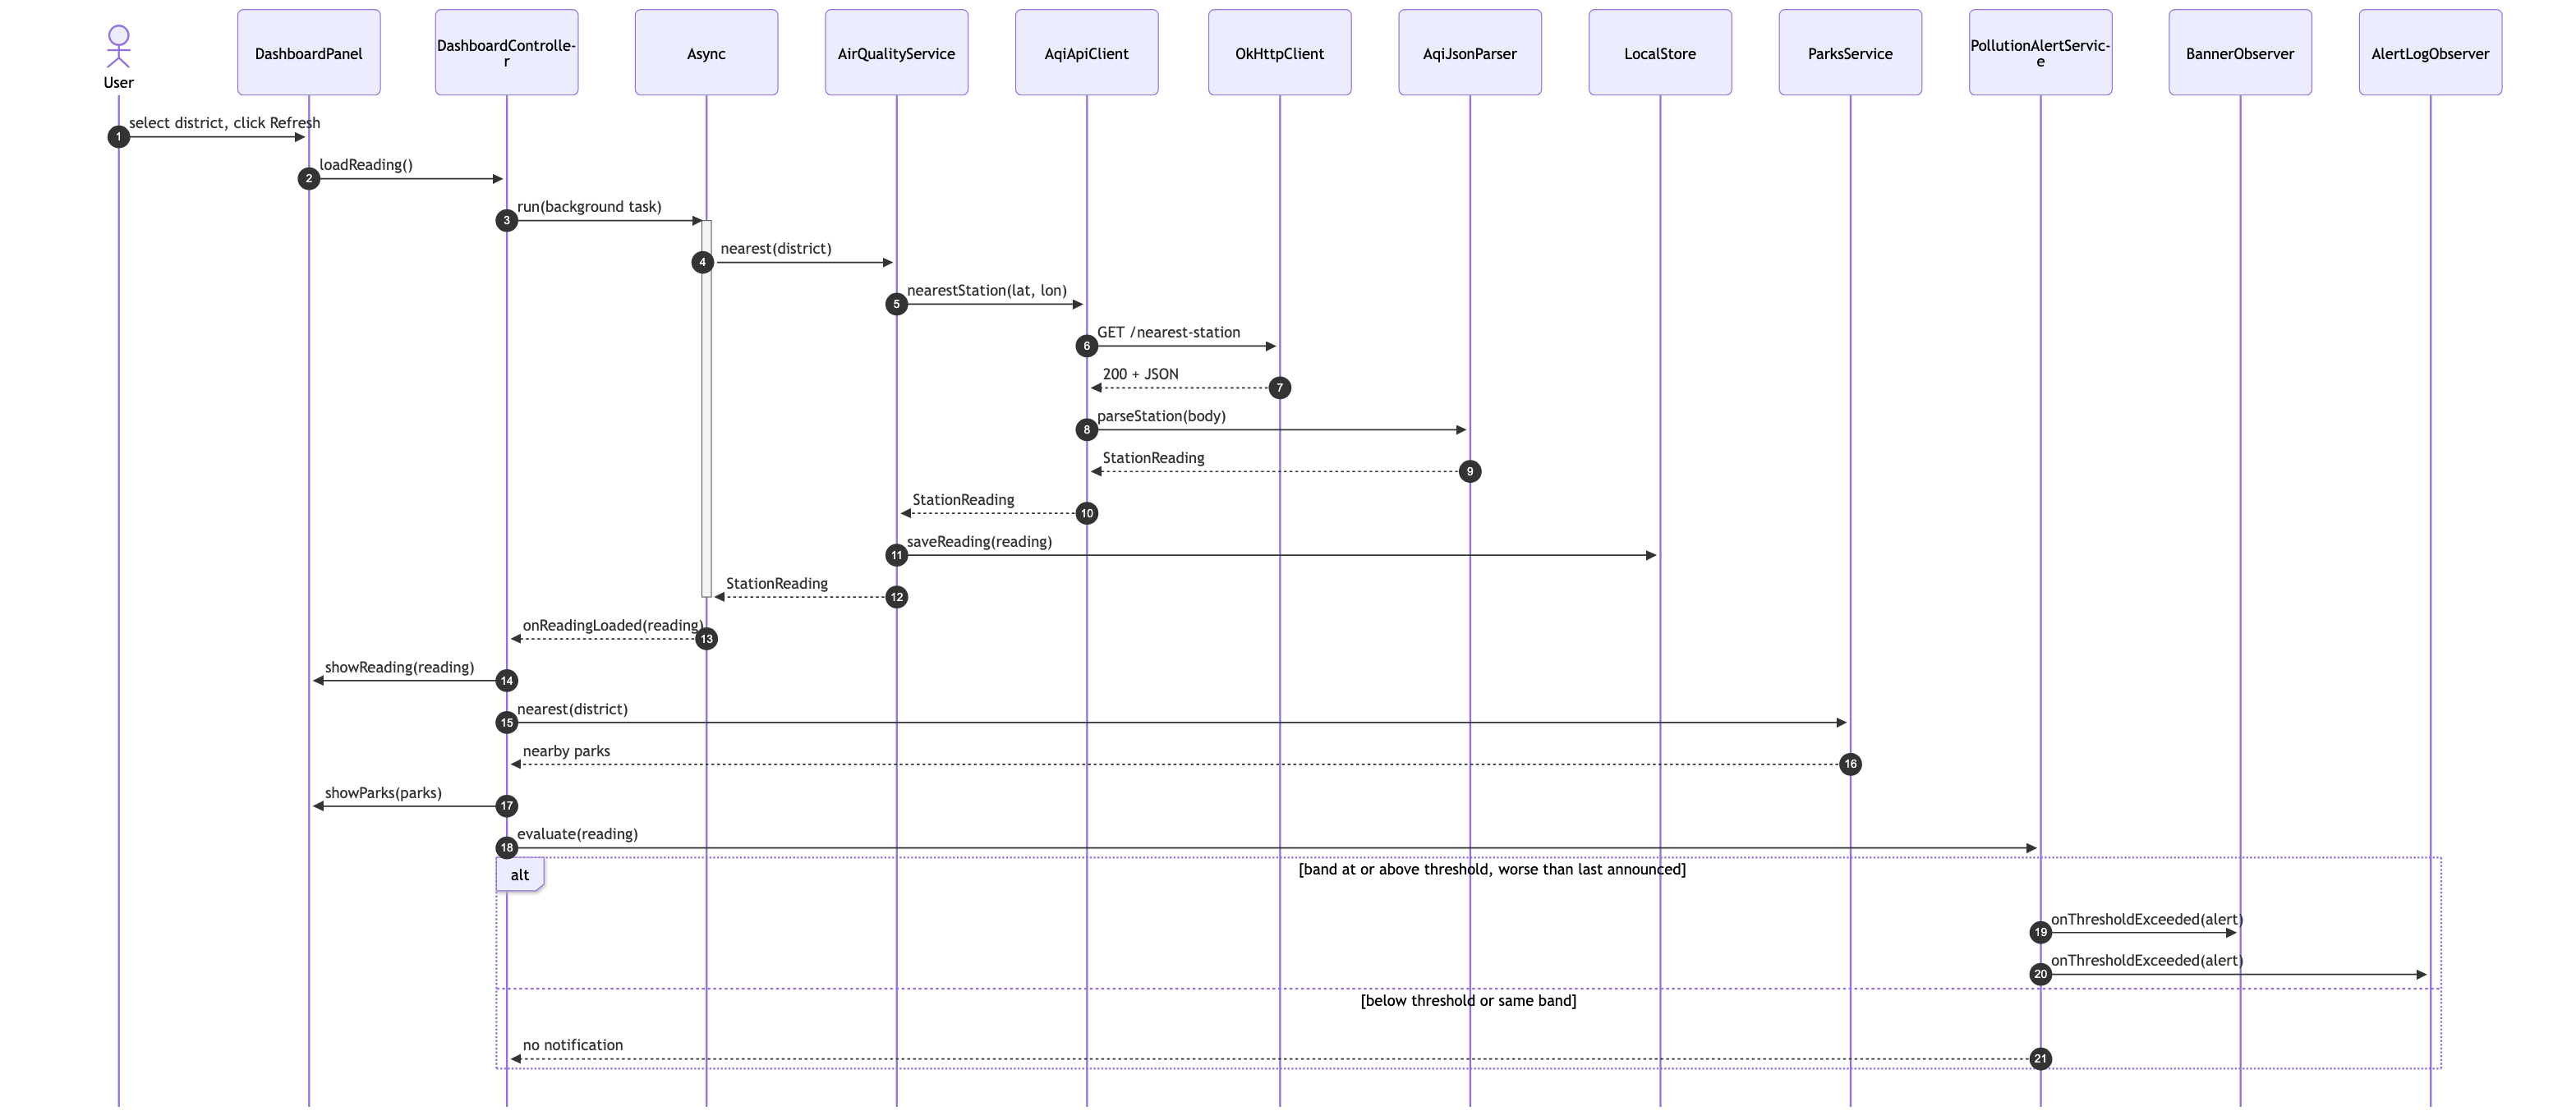 User
DashboardPanel
DashboardControlle-
r
Async
AirQualityService
AqiApiClient
OkHttpClient
AqiJsonParser
LocalStore
ParksService
PollutionAlertServic-
e
BannerObserver
AlertLogObserver
select district, click Refresh
1
loadReading()
2
run(background task)
3
nearest(district)
4
nearestStation(lat, lon)
5
GET /nearest-station
6
200 + JSON
7
parseStation(body)
8
StationReading
9
StationReading
10
saveReading(reading)
11
StationReading
12
onReadingLoaded(reading)
13
showReading(reading)
14
nearest(district)
15
nearby parks
16
showParks(parks)
17
evaluate(reading)
18
alt
[band at or above threshold, worse than last announced]
onThresholdExceeded(alert)
19
onThresholdExceeded(alert)
20
[below threshold or same band]
no notification
21